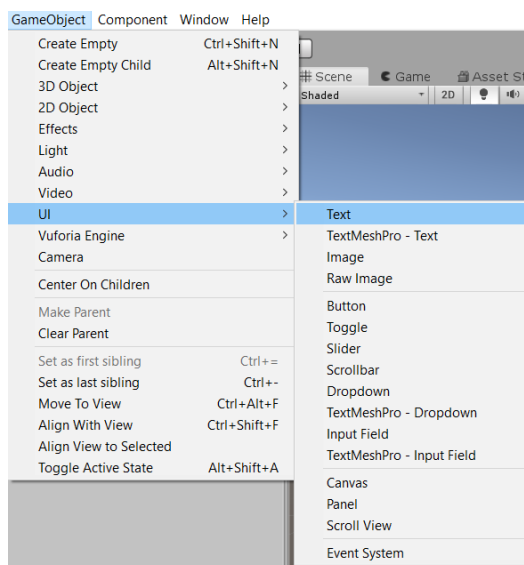 GameObject Component Window Help
Create Empty Ctrl+Shift+N
Create Empty Child Alt+Shift+N
3D Object
2D Object
Effects
Light
Audio
Video
UI
Vuforia Engine
Camera
Center On Children
Make Parent
Clear Parent
Set as first sibling Ctrl+=
Set as last sibling Ctrl+-
Move To View Ctrl+Alt+F
Align With View Ctrl+Shift+F
Align View to Selected
Toggle Active State Alt+Shift+A
Scene Game Asset St
Shaded 2D
Text
TextMeshPro - Text
Image
Raw Image
Button
Toggle
Slider
Scrollbar
Dropdown
TextMeshPro - Dropdown
Input Field
TextMeshPro - Input Field
Canvas
Panel
Scroll View
Event System